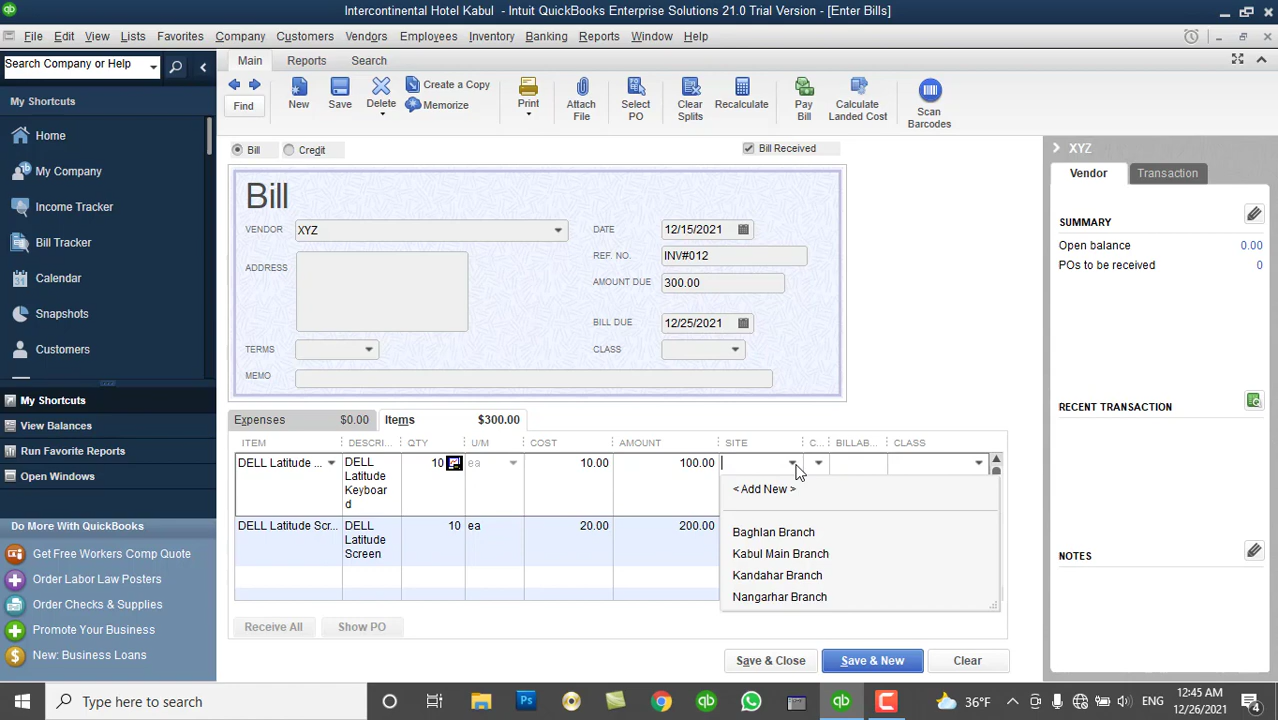 Intercontinental Hotel Kabul - Intuit QuickBooks Enterprise Solutions 21.0 Trial Version - [Enter Bills]
File Edit View Lists Favorites Company Customers Vendors Employees Inventory Banking Reports Window Help
Search Company or Help
Main Reports Search
Find New Save Delete Create a Copy Memorize Print Attach File Select PO Clear Splits Recalculate Pay Bill Calculate Landed Cost Scan Barcodes
My Shortcuts
Home
My Company
Income Tracker
Bill Tracker
Calendar
Snapshots
Customers
My Shortcuts
View Balances
Run Favorite Reports
Open Windows
Do More With QuickBooks
Get Free Workers Comp Quote
Order Labor Law Posters
Order Checks & Supplies
Promote Your Business
New: Business Loans
Bill Credit Bill Received
Bill
VENDOR XYZ DATE 12/15/2021
REF. NO. INV#012
ADDRESS
AMOUNT DUE 300.00
BILL DUE 12/25/2021
TERMS CLASS
MEMO
Expenses $0.00 Items $300.00
ITEM DESCRI... QTY U/M COST AMOUNT SITE C... BILLAB... CLASS
DELL Latitude ... DELL Latitude Keyboar d 10 ea 10.00 100.00
DELL Latitude Scr... DELL Latitude Screen 10 ea 20.00 200.00
< Add New >
Baghlan Branch
Kabul Main Branch
Kandahar Branch
Nangarhar Branch
Receive All Show PO
Save & Close Save & New Clear
XYZ
Vendor Transaction
SUMMARY
Open balance 0.00
POs to be received 0
RECENT TRANSACTION
NOTES
Type here to search
36°F ENG 12:45 AM 12/26/2021 4